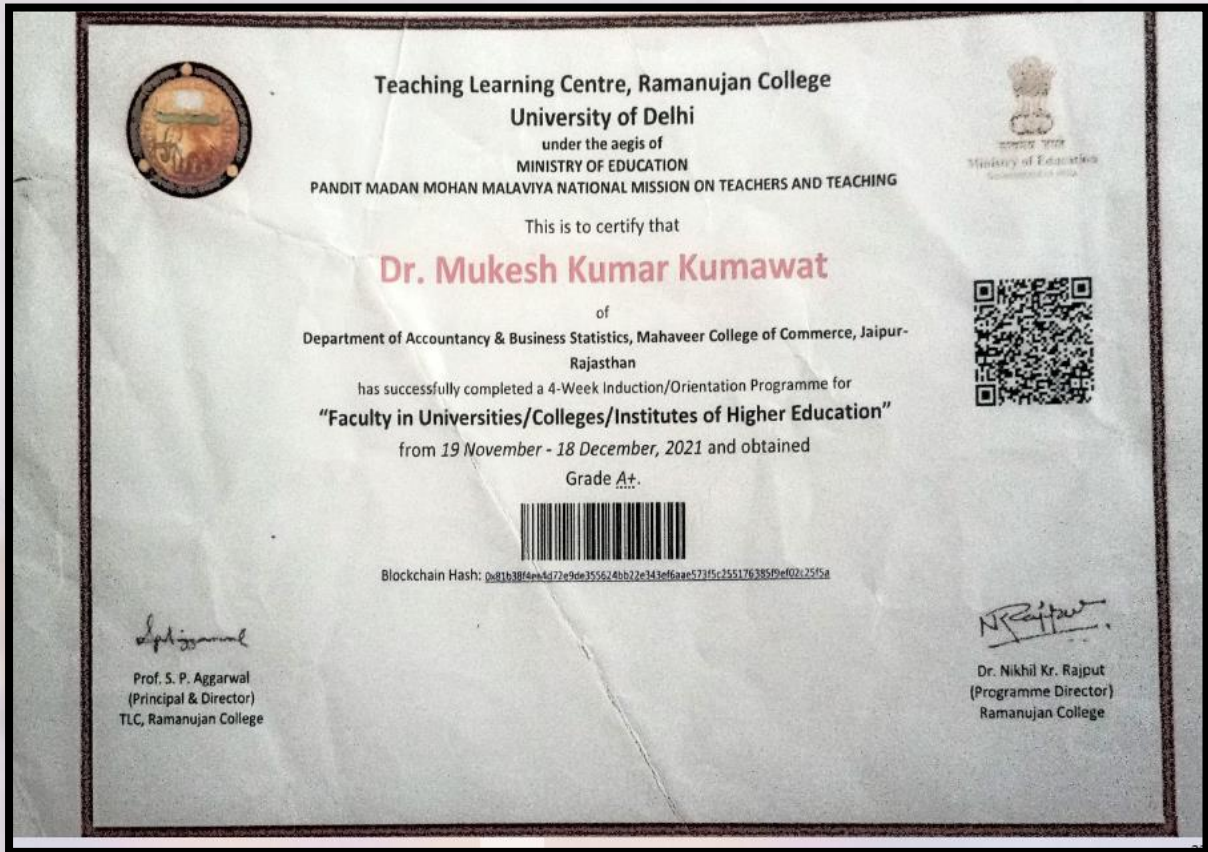 Teaching Learning Centre, Ramanujan College
University of Delhi
under the aegis of
MINISTRY OF EDUCATION
PANDIT MADAN MOHAN MALAVIYA NATIONAL MISSION ON TEACHERS AND TEACHING
Ministry of Education
This is to certify that
Dr. Mukesh Kumar Kumawat
of
Department of Accountancy & Business Statistics, Mahaveer College of Commerce, Jaipur-
Rajasthan
has successfully completed a 4-Week Induction/Orientation Programme for
“Faculty in Universities/Colleges/Institutes of Higher Education”
from 19 November - 18 December, 2021 and obtained
Grade A+.
Blockchain Hash:
Prof. S. P. Aggarwal
(Principal & Director)
TLC, Ramanujan College
Dr. Nikhil Kr. Rajput
(Programme Director)
Ramanujan College